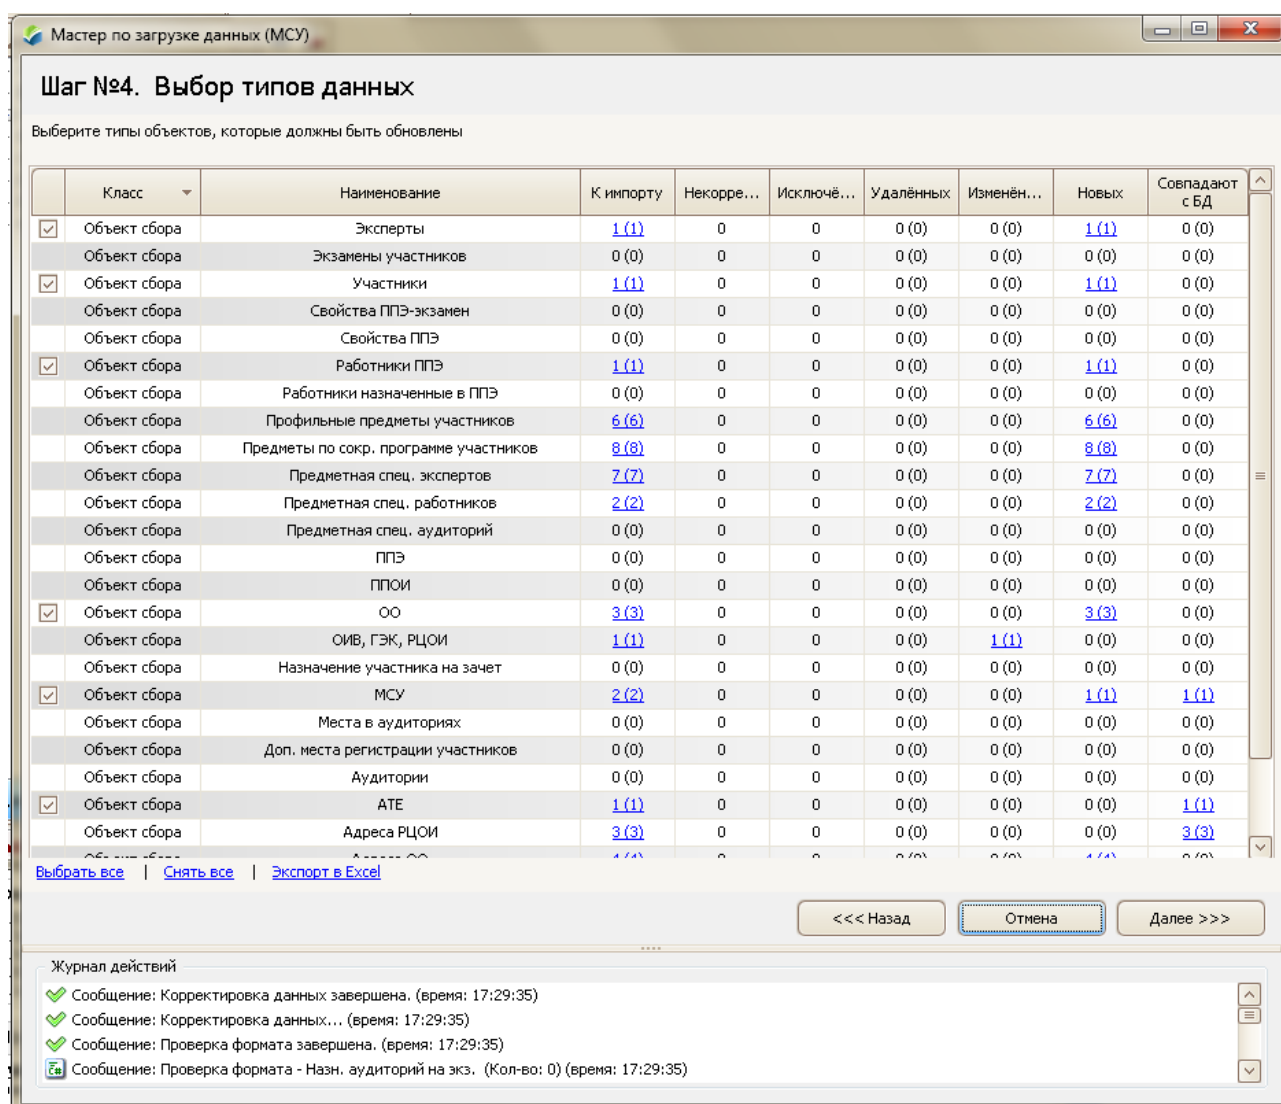 Мастер по загрузке данных (МСУ)
Шаг №4. Выбор типов данных
Выберите типы объектов, которые должны быть обновлены
Класс Наименование К импорту Некорре... Исключё... Удалённых Изменён... Новых Совпадают с БД
Объект сбора Эксперты 1 (1) 0 0 0 (0) 0 (0) 1 (1) 0 (0)
Объект сбора Экзамены участников 0 (0) 0 0 0 (0) 0 (0) 0 (0) 0 (0)
Объект сбора Участники 1 (1) 0 0 0 (0) 0 (0) 1 (1) 0 (0)
Объект сбора Свойства ППЭ-экзамен 0 (0) 0 0 0 (0) 0 (0) 0 (0) 0 (0)
Объект сбора Свойства ППЭ 0 (0) 0 0 0 (0) 0 (0) 0 (0) 0 (0)
Объект сбора Работники ППЭ 1 (1) 0 0 0 (0) 0 (0) 1 (1) 0 (0)
Объект сбора Работники назначенные в ППЭ 0 (0) 0 0 0 (0) 0 (0) 0 (0) 0 (0)
Объект сбора Профильные предметы участников 6 (6) 0 0 0 (0) 0 (0) 6 (6) 0 (0)
Объект сбора Предметы по сокр. программе участников 8 (8) 0 0 0 (0) 0 (0) 8 (8) 0 (0)
Объект сбора Предметная спец. экспертов 7 (7) 0 0 0 (0) 0 (0) 7 (7) 0 (0)
Объект сбора Предметная спец. работников 2 (2) 0 0 0 (0) 0 (0) 2 (2) 0 (0)
Объект сбора Предметная спец. аудиторий 0 (0) 0 0 0 (0) 0 (0) 0 (0) 0 (0)
Объект сбора ППЭ 0 (0) 0 0 0 (0) 0 (0) 0 (0) 0 (0)
Объект сбора ППОИ 0 (0) 0 0 0 (0) 0 (0) 0 (0) 0 (0)
Объект сбора ОО 3 (3) 0 0 0 (0) 0 (0) 3 (3) 0 (0)
Объект сбора ОИВ, ГЭК, РЦОИ 1 (1) 0 0 0 (0) 1 (1) 0 (0) 0 (0)
Объект сбора Назначение участника на зачет 0 (0) 0 0 0 (0) 0 (0) 0 (0) 0 (0)
Объект сбора МСУ 2 (2) 0 0 0 (0) 0 (0) 1 (1) 1 (1)
Объект сбора Места в аудиториях 0 (0) 0 0 0 (0) 0 (0) 0 (0) 0 (0)
Объект сбора Доп. места регистрации участников 0 (0) 0 0 0 (0) 0 (0) 0 (0) 0 (0)
Объект сбора Аудитории 0 (0) 0 0 0 (0) 0 (0) 0 (0) 0 (0)
Объект сбора АТЕ 1 (1) 0 0 0 (0) 0 (0) 0 (0) 1 (1)
Объект сбора Адреса РЦОИ 3 (3) 0 0 0 (0) 0 (0) 0 (0) 3 (3)
Выбрать все | Снять все | Экспорт в Excel
<<< Назад Отмена Далее >>>
Журнал действий
Сообщение: Корректировка данных завершена. (время: 17:29:35)
Сообщение: Корректировка данных... (время: 17:29:35)
Сообщение: Проверка формата завершена. (время: 17:29:35)
Сообщение: Проверка формата - Назн. аудиторий на экз. (Кол-во: 0) (время: 17:29:35)